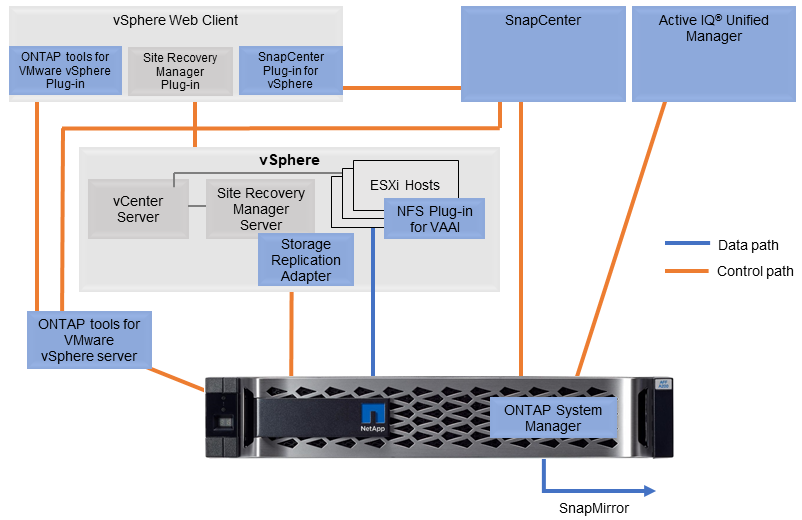 vSphere Web Client
ONTAP tools for
VMware vSphere
Plug-in
Site Recovery
Manager
Plug-in
SnapCenter
Plug-in for
vSphere
SnapCenter
Active IQ® Unified
Manager
vSphere
vCenter
Server
Site Recovery
Manager
Server
ESXi Hosts
NFS Plug-in
for VAAI
Storage
Replication
Adapter
Data path
Control path
ONTAP tools for
VMware
vSphere server
NetApp
ONTAP System
Manager
SnapMirror